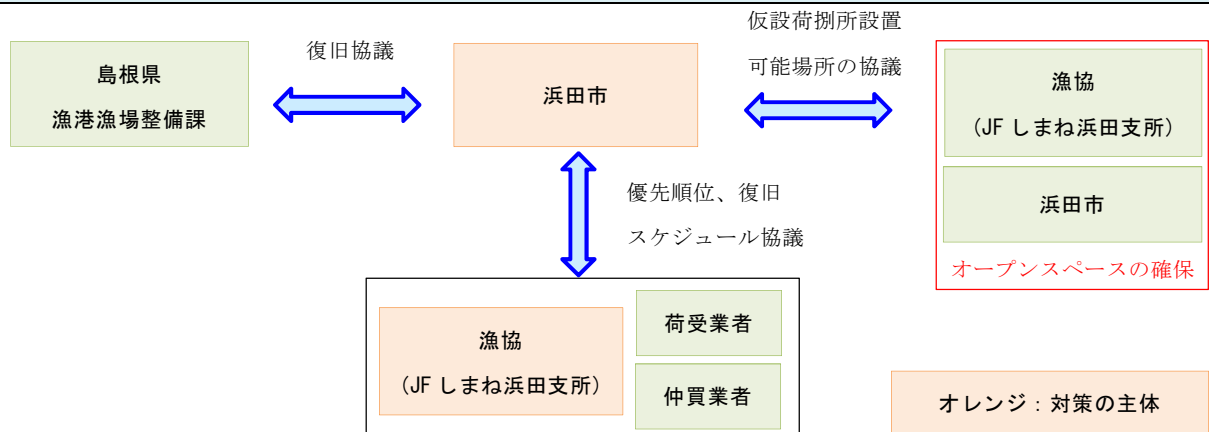 島根県
漁港漁場整備課
復旧協議
浜田市
仮設荷捌所設置
可能場所の協議
漁協
（JFしまね浜田支所）
浜田市
オープンスペースの確保
優先順位、復旧
スケジュール協議
漁協
（JFしまね浜田支所）
荷受業者
仲買業者
オレンジ：対策の主体